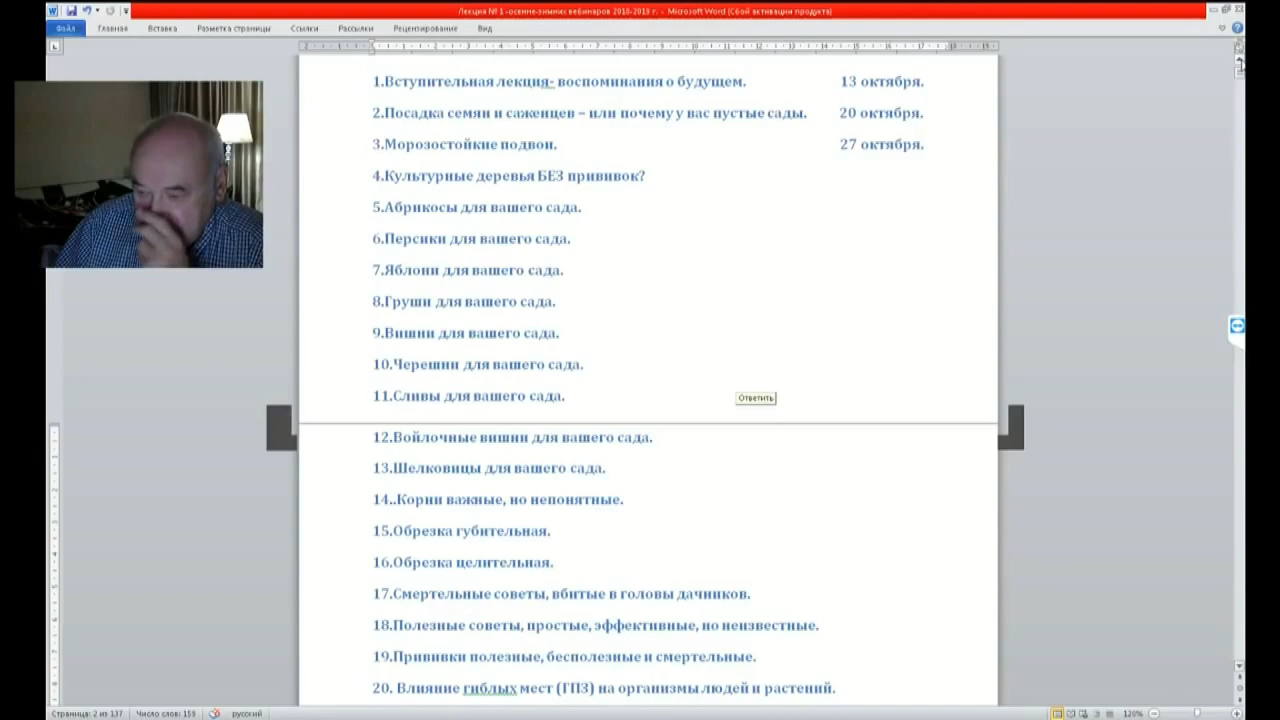 Лекция № 1 -осенне-зимних вебинаров 2018-2019 г. - Microsoft Word (Сбой активации продукта)
Файл Главная Вставка Разметка страницы Ссылки Рассылки Рецензирование Вид
1.Вступительная лекция- воспоминания о будущем. 13 октября.
2.Посадка семян и саженцев – или почему у вас пустые сады. 20 октября.
3.Морозостойкие подвои. 27 октября.
4.Культурные деревья БЕЗ прививок?
5.Абрикосы для вашего сада.
6.Персики для вашего сада.
7.Яблони для вашего сада.
8.Груши для вашего сада.
9.Вишни для вашего сада.
10.Черешни для вашего сада.
11.Сливы для вашего сада.
Ответить
12.Войлочные вишни для вашего сада.
13.Шелковицы для вашего сада.
14..Корни важные, но непонятные.
15.Обрезка губительная.
16.Обрезка целительная.
17.Смертельные советы, вбитые в головы дачников.
18.Полезные советы, простые, эффективные, но неизвестные.
19.Прививки полезные, бесполезные и смертельные.
20. Влияние гиблых мест (ГПЗ) на организмы людей и растений.
Страница: 2 из 137 Число слов: 159 русский 120%